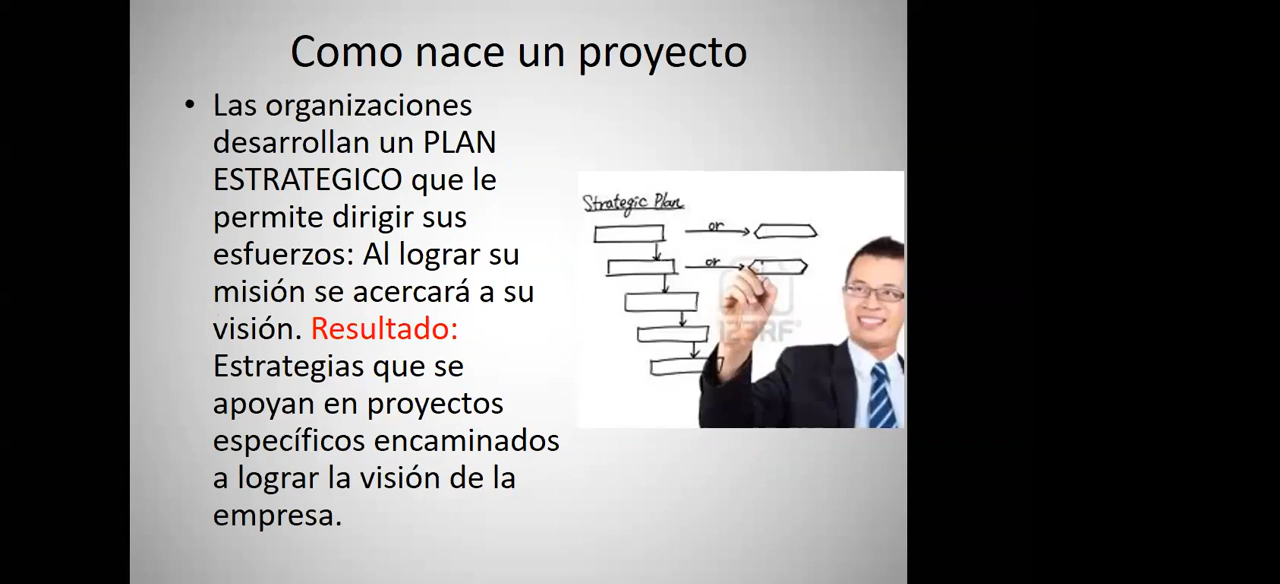 Como nace un proyecto
• Las organizaciones
desarrollan un PLAN
ESTRATEGICO que le
permite dirigir sus
esfuerzos: Al lograr su
misión se acercará a su
visión. Resultado:
Estrategias que se
apoyan en proyectos
específicos encaminados
a lograr la visión de la
empresa.
Strategic Plan
or
or
123RF®